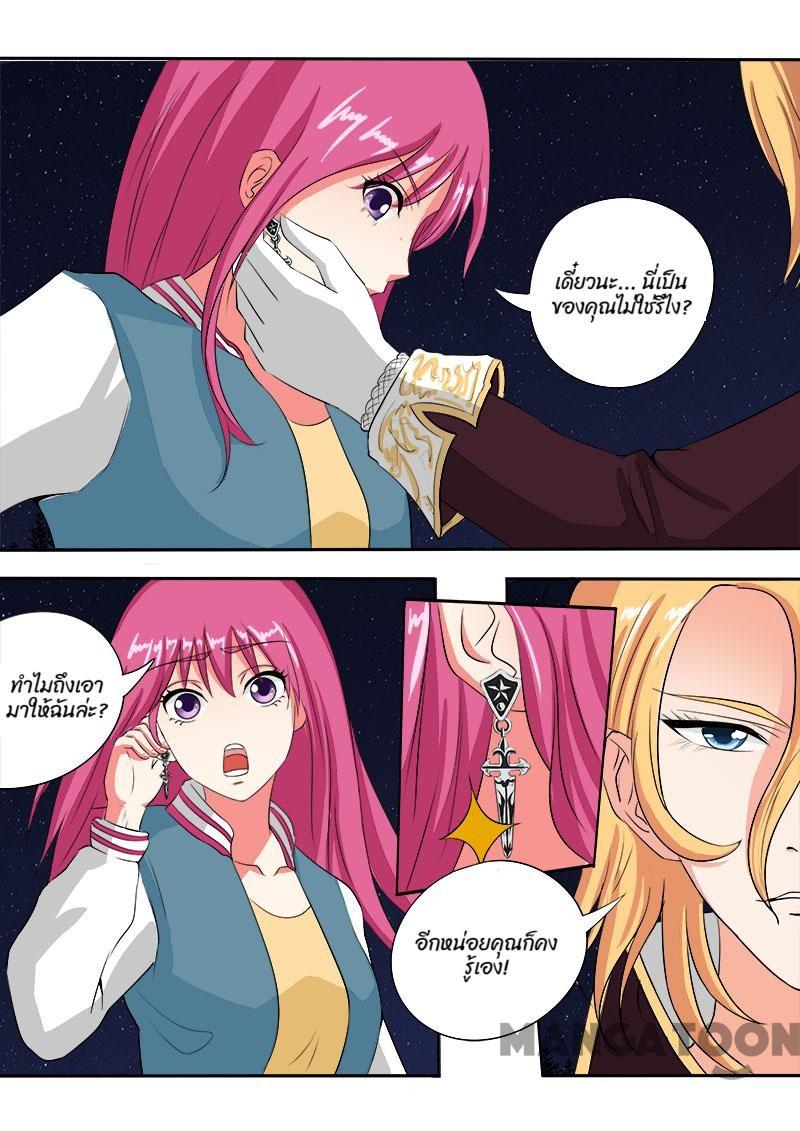 เดี๋ยวนะ... นี่เป็น
ของคุณไม่ใช่รึไง?
ทำไมถึงเอา
มาให้ฉันล่ะ?
อีกหน่อยคุณก็คง
รู้เอง!
MANGATOON